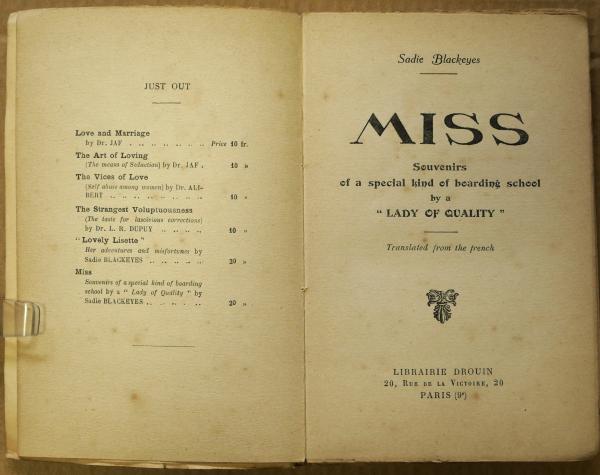 JUST OUT
Love and Marriage
by Dr. JAF . . . . . . . Price 10 fr.
The Art of Loving
(The means of Seduction) by Dr. JAF . 10 »
The Vices of Love
(Self abuse among women) by Dr. ALI-
BERT . . . . . . . . . 10 »
The Strangest Voluptuousness
(The taste for lascivious corrections)
by Dr. L. R. DUPUY . . . . . 10 »
"Lovely Lisette"
Her adventures and misfortunes by
Sadie BLACKEYES . . . . . . 20 »
Miss
Souvenirs of a special kind of boarding
school by a "Lady of Quality" by
Sadie BLACKEYES . . . . . . 20 »
Sadie Blackeyes
MISS
Souvenirs
of a special kind of boarding school
by a
"LADY OF QUALITY"
Translated from the french
LIBRAIRIE DROUIN
20, RUE DE LA VICTOIRE, 20
PARIS (9e)